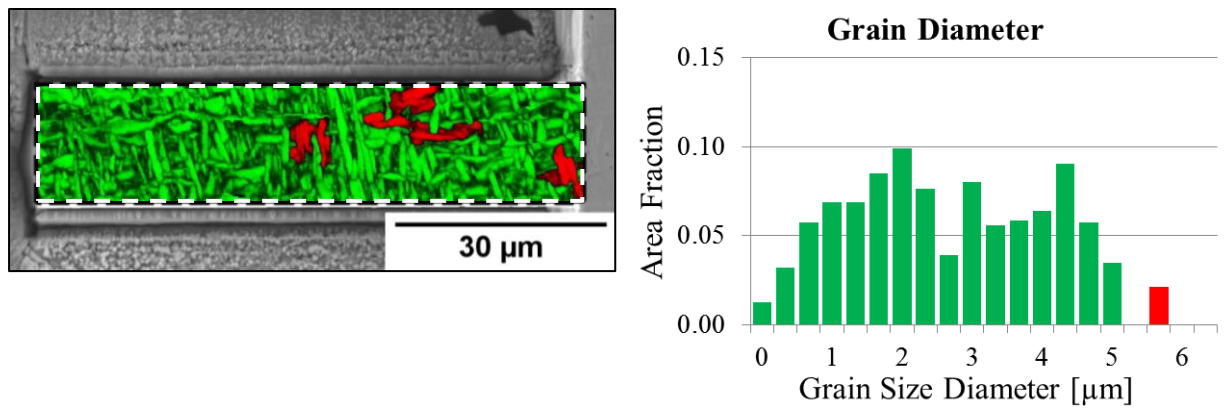 30 µm
Grain Diameter
0.15
0.10
0.05
0.00
Area Fraction
0 1 2 3 4 5 6
Grain Size Diameter [µm]